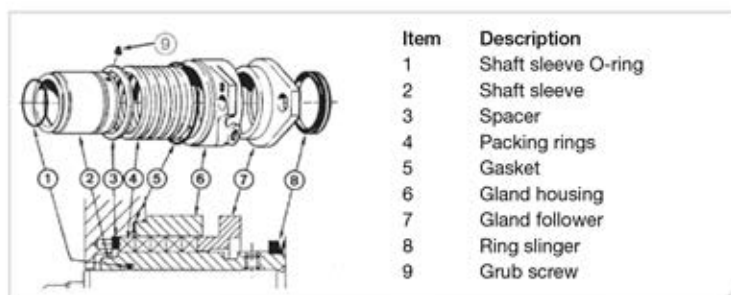 9
Item Description
1 Shaft sleeve O-ring
2 Shaft sleeve
3 Spacer
4 Packing rings
5 Gasket
6 Gland housing
7 Gland follower
8 Ring slinger
9 Grub screw
1 2 3 4 5 6 7 8